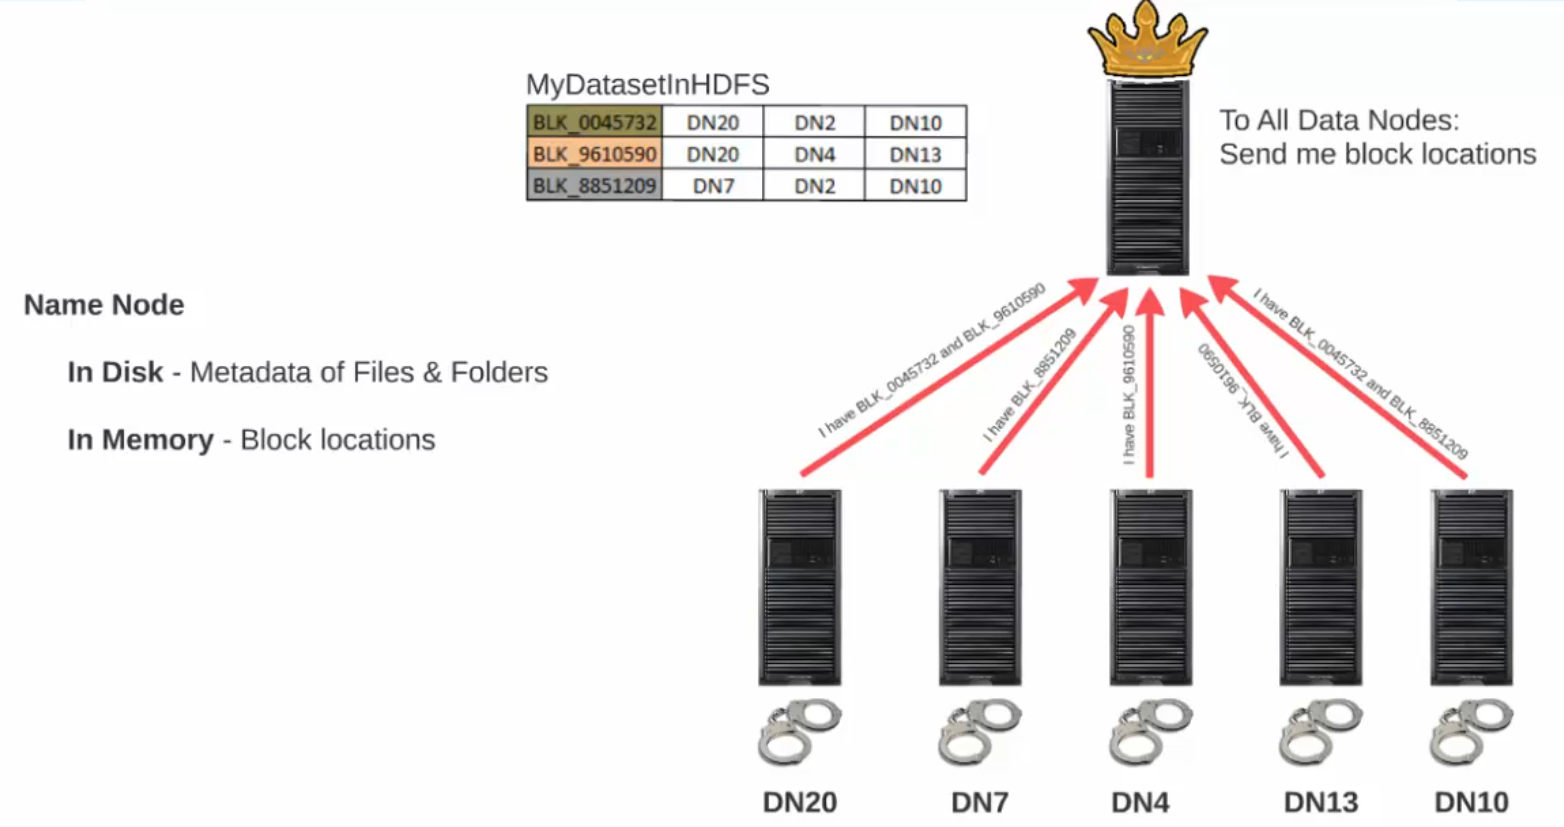 MyDatasetInHDFS
BLK_0045732 DN20 DN2 DN10
BLK_9610590 DN20 DN4 DN13
BLK_8851209 DN7 DN2 DN10
To All Data Nodes:
Send me block locations
Name Node
In Disk - Metadata of Files & Folders
In Memory - Block locations
I have BLK_0045732 and BLK_9610590
I have BLK_8851209
I have BLK_9610590
I have BLK_9610590
I have BLK_0045732 and BLK_8851209
DN20
DN7
DN4
DN13
DN10